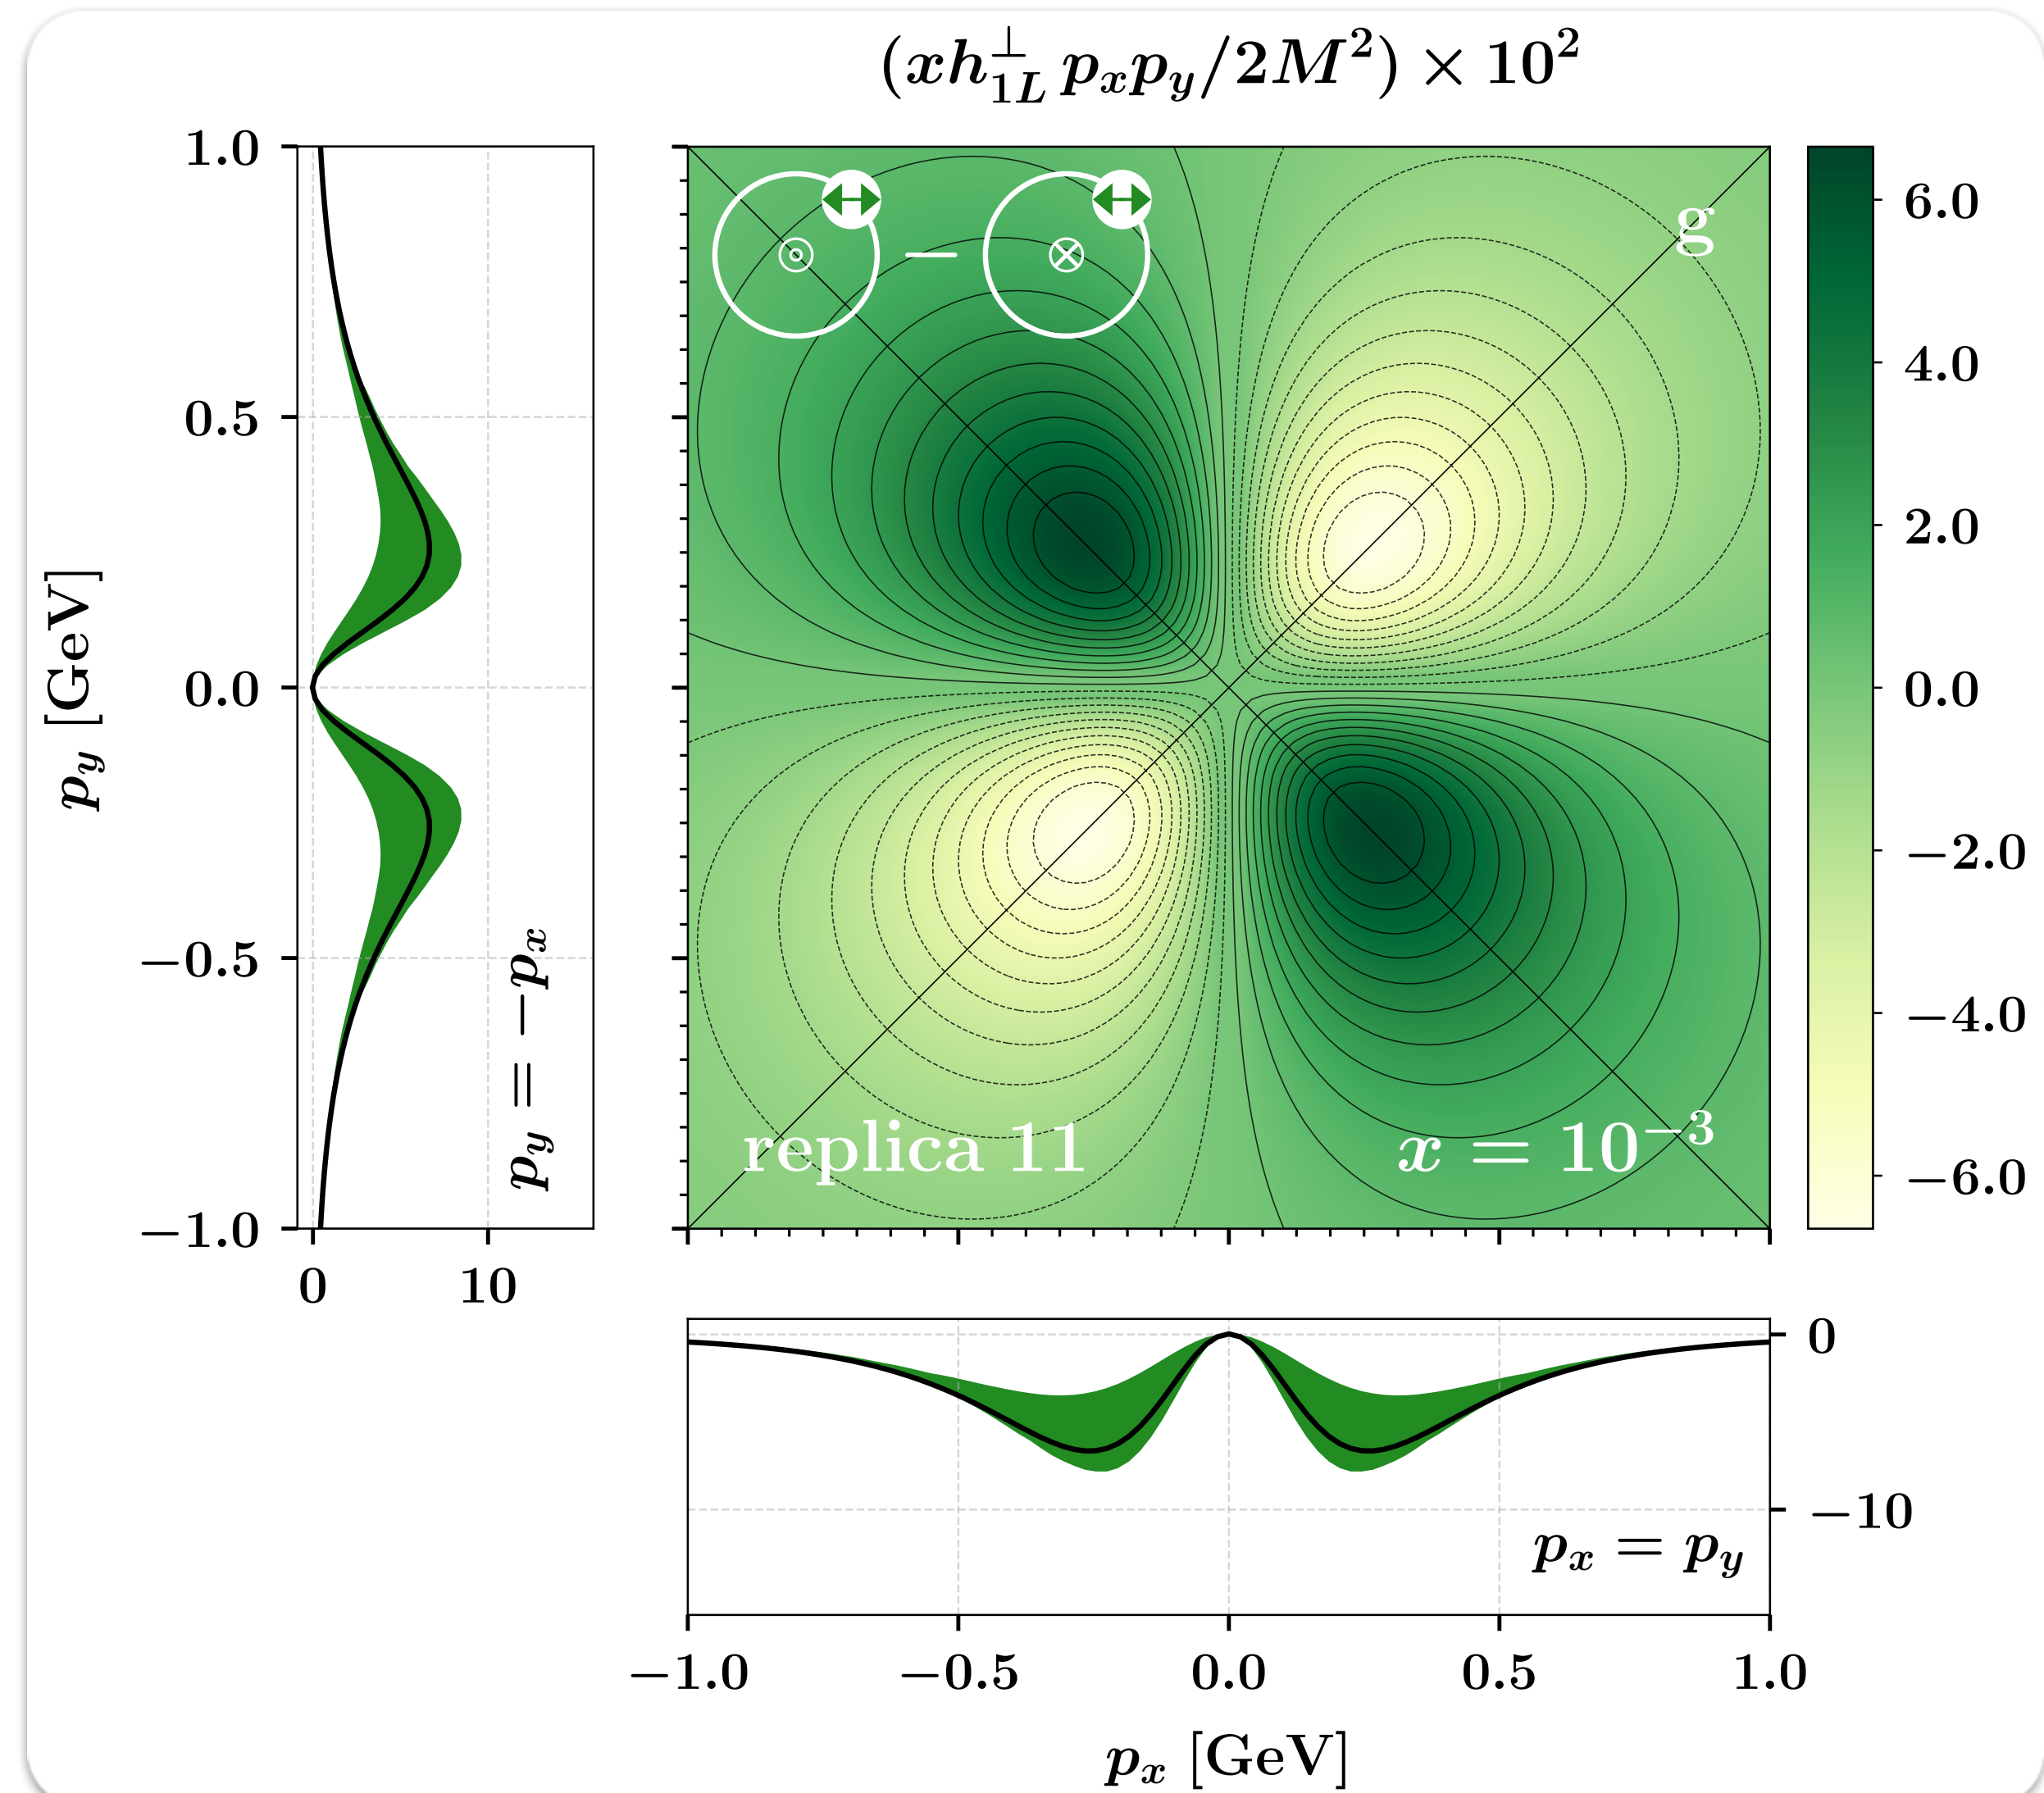 (xh⊥1L pxpy/2M²) × 10²
1.0
0.5
0.0
−0.5
−1.0
py [GeV]
0
10
py = −px
g
replica 11
x = 10⁻³
6.0
4.0
2.0
0.0
−2.0
−4.0
−6.0
0
−10
px = py
−1.0
−0.5
0.0
0.5
1.0
px [GeV]